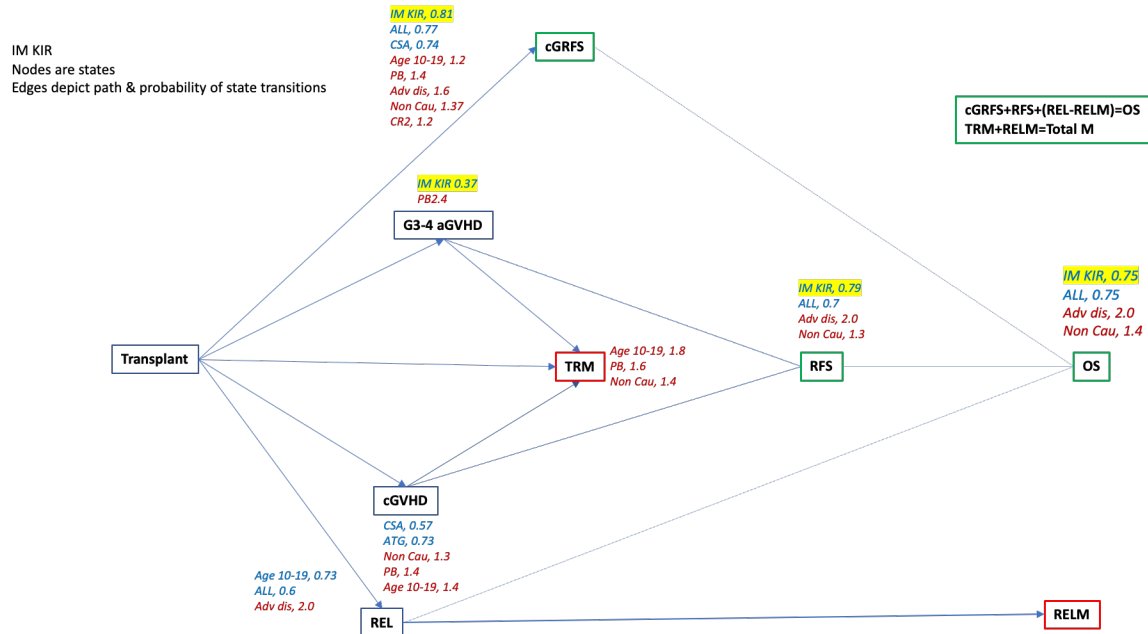 IM KIR, 0.81
ALL, 0.77
CSA, 0.74
Age 10-19, 1.2
PB, 1.4
Adv dis, 1.6
Non Cau, 1.37
CR2, 1.2
cGRFS
IM KIR
Nodes are states
Edges depict path & probability of state transitions
cGRFS+RFS+(REL-RELM)=OS
TRM+RELM=Total M
IM KIR 0.37
PB2.4
G3-4 aGVHD
IM KIR, 0.79
ALL, 0.7
Adv dis, 2.0
Non Cau, 1.3
IM KIR, 0.75
ALL, 0.75
Adv dis, 2.0
Non Cau, 1.4
Transplant
TRM
Age 10-19, 1.8
PB, 1.6
Non Cau, 1.4
RFS
OS
cGVHD
CSA, 0.57
ATG, 0.73
Non Cau, 1.3
PB, 1.4
Age 10-19, 1.4
Age 10-19, 0.73
ALL, 0.6
Adv dis, 2.0
REL
RELM